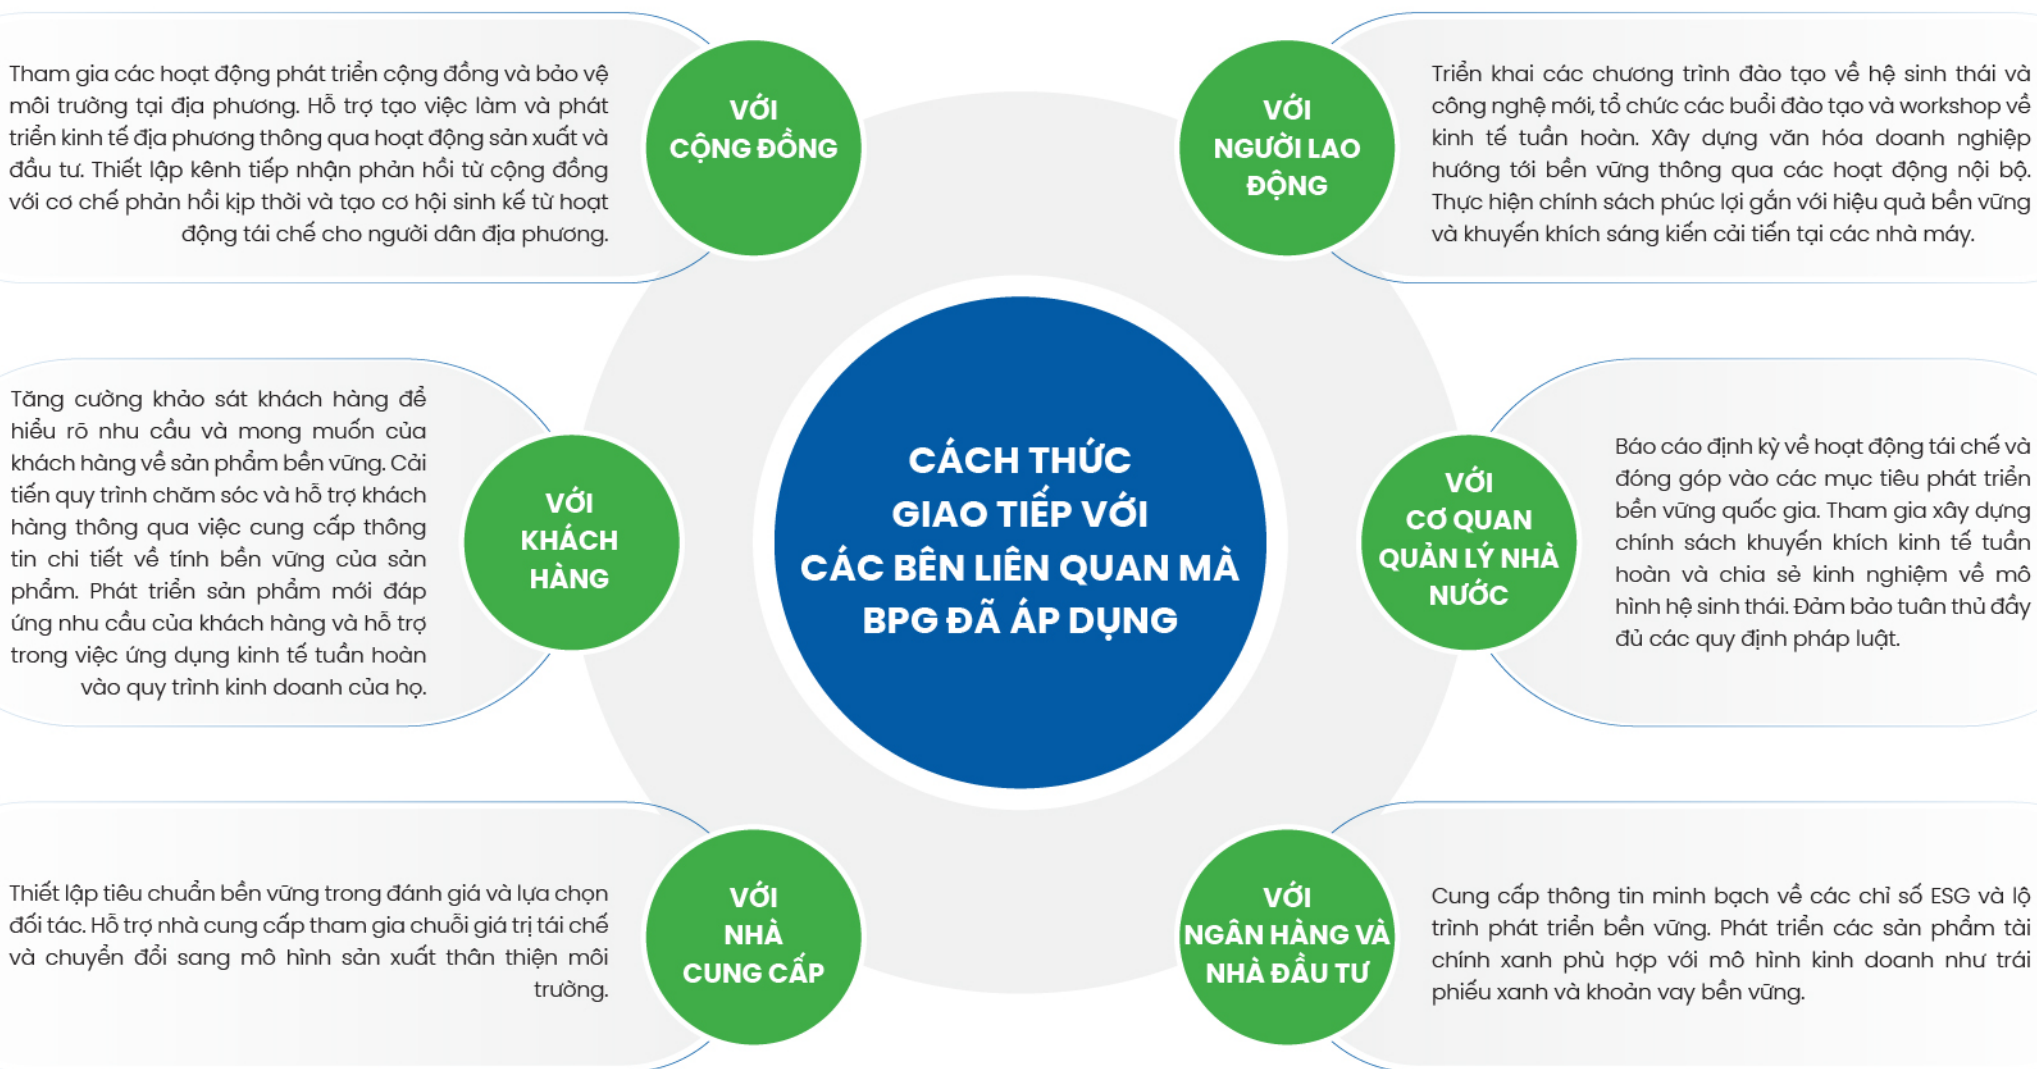 Tham gia các hoạt động phát triển cộng đồng và bảo vệ
môi trường tại địa phương. Hỗ trợ tạo việc làm và phát
triển kinh tế địa phương thông qua hoạt động sản xuất và
đầu tư. Thiết lập kênh tiếp nhận phản hồi từ cộng đồng
với cơ chế phản hồi kịp thời và tạo cơ hội sinh kế từ hoạt
động tái chế cho người dân địa phương.
VỚI
CỘNG ĐỒNG
VỚI
NGƯỜI LAO
ĐỘNG
Triển khai các chương trình đào tạo về hệ sinh thái và
công nghệ mới, tổ chức các buổi đào tạo và workshop về
kinh tế tuần hoàn. Xây dựng văn hóa doanh nghiệp
hướng tới bền vững thông qua các hoạt động nội bộ.
Thực hiện chính sách phúc lợi gắn với hiệu quả bền vững
và khuyến khích sáng kiến cải tiến tại các nhà máy.
Tăng cường khảo sát khách hàng để
hiểu rõ nhu cầu và mong muốn của
khách hàng về sản phẩm bền vững. Cải
tiến quy trình chăm sóc và hỗ trợ khách
hàng thông qua việc cung cấp thông
tin chi tiết về tính bền vững của sản
phẩm. Phát triển sản phẩm mới đáp
ứng nhu cầu của khách hàng và hỗ trợ
trong việc ứng dụng kinh tế tuần hoàn
vào quy trình kinh doanh của họ.
VỚI
KHÁCH
HÀNG
CÁCH THỨC
GIAO TIẾP VỚI
CÁC BÊN LIÊN QUAN MÀ
BPG ĐÃ ÁP DỤNG
VỚI
CƠ QUAN
QUẢN LÝ NHÀ
NƯỚC
Báo cáo định kỳ về hoạt động tái chế và
đóng góp vào các mục tiêu phát triển
bền vững quốc gia. Tham gia xây dựng
chính sách khuyến khích kinh tế tuần
hoàn và chia sẻ kinh nghiệm về mô
hình hệ sinh thái. Đảm bảo tuân thủ đầy
đủ các quy định pháp luật.
Thiết lập tiêu chuẩn bền vững trong đánh giá và lựa chọn
đối tác. Hỗ trợ nhà cung cấp tham gia chuỗi giá trị tái chế
và chuyển đổi sang mô hình sản xuất thân thiện môi
trường.
VỚI
NHÀ
CUNG CẤP
VỚI
NGÂN HÀNG VÀ
NHÀ ĐẦU TƯ
Cung cấp thông tin minh bạch về các chỉ số ESG và lộ
trình phát triển bền vững. Phát triển các sản phẩm tài
chính xanh phù hợp với mô hình kinh doanh như trái
phiếu xanh và khoản vay bền vững.